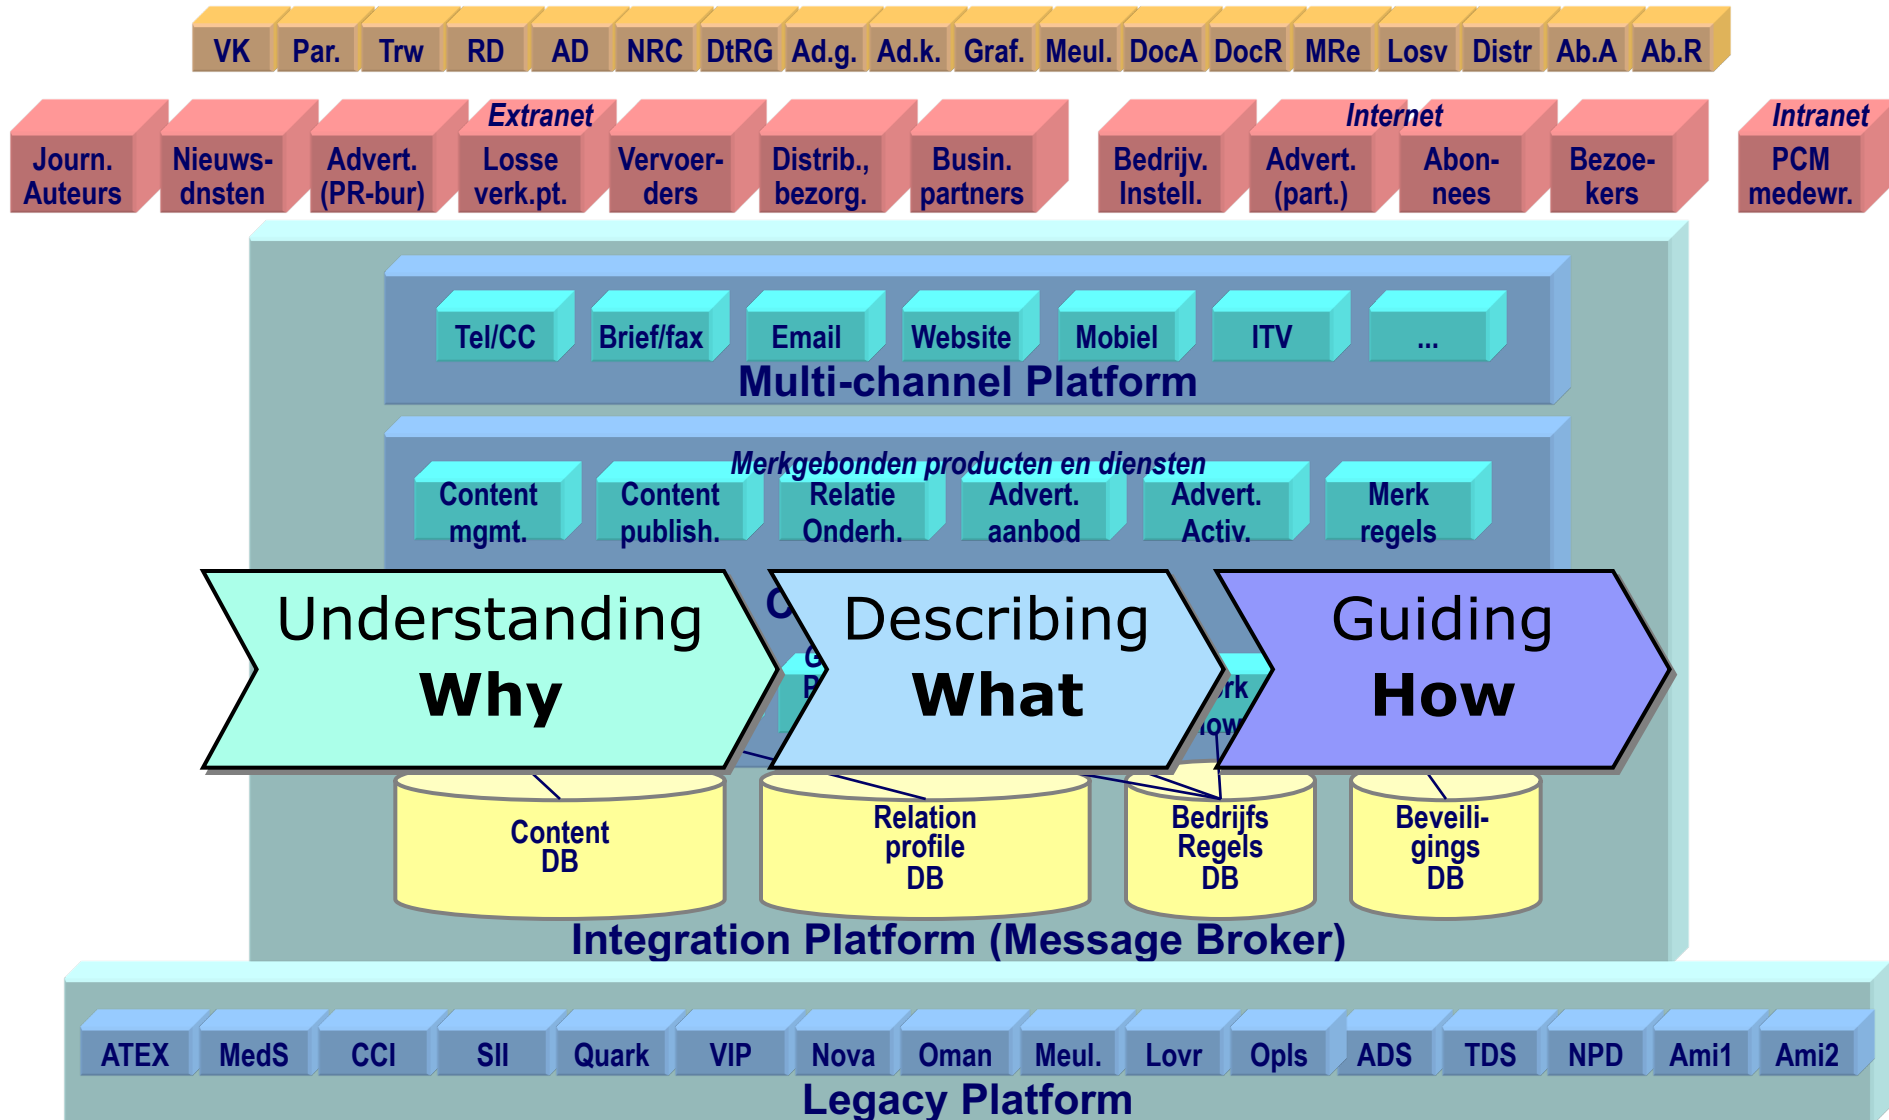 VK Par. Trw RD AD NRC DtRG Ad.g. Ad.k. Graf. Meul. DocA DocR MRe Losv Distr Ab.A Ab.R
Extranet Internet Intranet
Journ. Nieuws- Advert. Losse Vervoer- Distrib., Busin. Bedrijv. Advert. Abon- Bezoe- PCM
Auteurs dnsten (PR-bur) verk.pt. ders bezorg. partners Instell. (part.) nees kers medewr.
Tel/CC Brief/fax Email Website Mobiel ITV ...
Multi-channel Platform
Merkgebonden producten en diensten
Content Content Relatie Advert. Advert. Merk
mgmt. publish. Onderh. aanbod Activ. regels
Understanding Describing Guiding
Why What How
Content Relation Bedrijfs Beveili-
DB profile Regels gings
DB DB DB
Integration Platform (Message Broker)
ATEX MedS CCI SII Quark VIP Nova Oman Meul. Lovr Opls ADS TDS NPD Ami1 Ami2
Legacy Platform